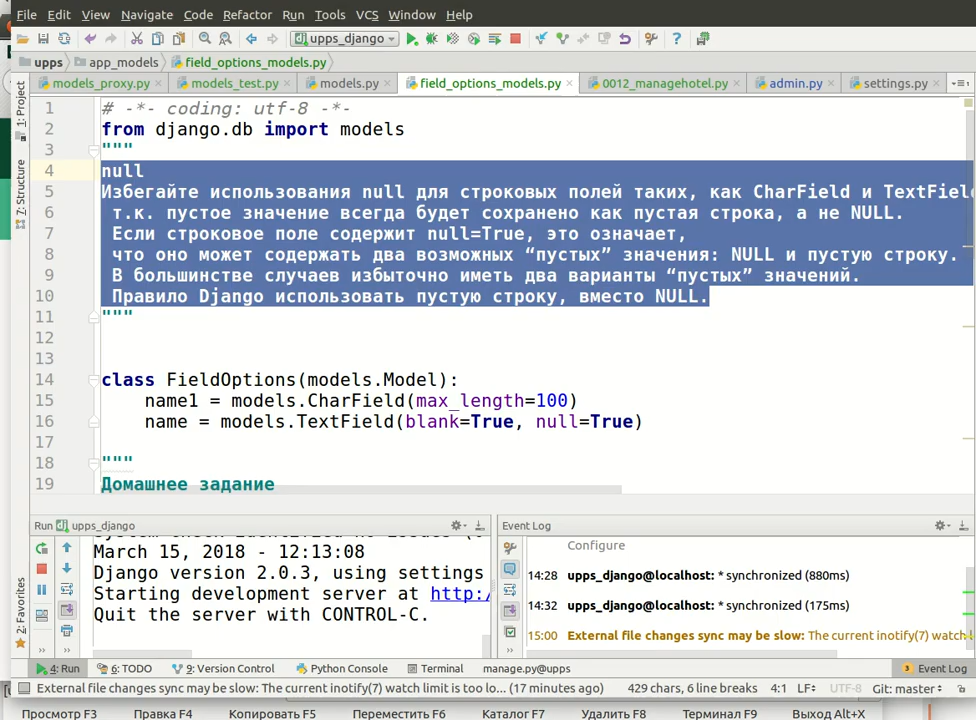 File Edit View Navigate Code Refactor Run Tools VCS Window Help
upps_django
upps app_models field_options_models.py
models_proxy.py models_test.py models.py field_options_models.py 0012_managehotel.py admin.py settings.py
1: Project
7: Structure
2: Favorites
1 # -*- coding: utf-8 -*-
2 from django.db import models
3 """
4 null
5 Избегайте использования null для строковых полей таких, как CharField и TextField
6 т.к. пустое значение всегда будет сохранено как пустая строка, а не NULL.
7 Если строковое поле содержит null=True, это означает,
8 что оно может содержать два возможных “пустых” значения: NULL и пустую строку.
9 В большинстве случаев избыточно иметь два варианты “пустых” значений.
10 Правило Django использовать пустую строку, вместо NULL.
11 """
12
13
14 class FieldOptions(models.Model):
15 name1 = models.CharField(max_length=100)
16 name = models.TextField(blank=True, null=True)
17
18 """
19 Домашнее задание
Run upps_django
March 15, 2018 - 12:13:08
Django version 2.0.3, using settings
Starting development server at http:/
Quit the server with CONTROL-C.
Event Log
Configure
14:28 upps_django@localhost: * synchronized (880ms)
14:32 upps_django@localhost: * synchronized (175ms)
15:00 External file changes sync may be slow: The current inotify(7) watch
4: Run 6: TODO 9: Version Control Python Console Terminal manage.py@upps 3 Event Log
External file changes sync may be slow: The current inotify(7) watch limit is too lo... (17 minutes ago) 429 chars, 6 line breaks 4:1 LF÷ UTF-8 Git: master÷
Просмотр F3 Правка F4 Копировать F5 Переместить F6 Каталог F7 Удалить F8 Терминал F9 Выход Alt+X